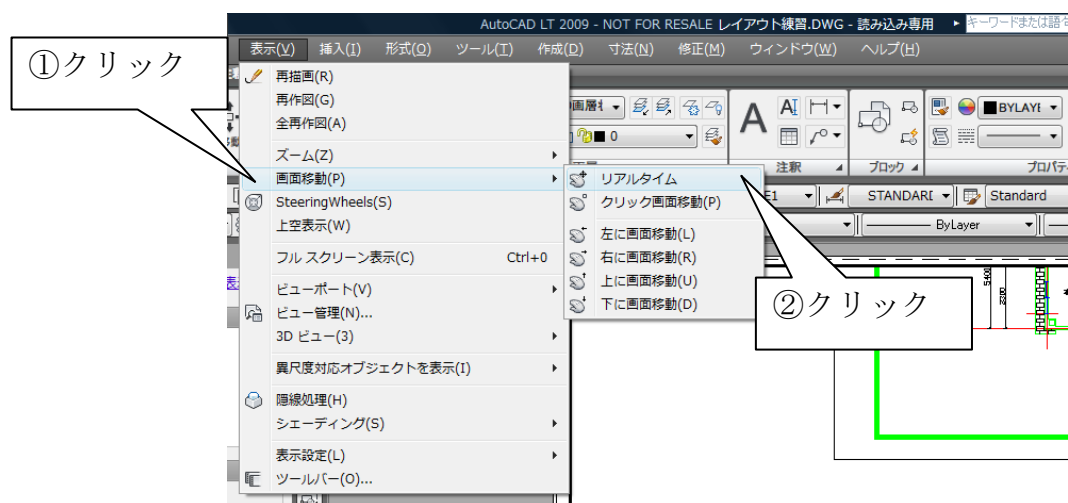 AutoCAD LT 2009 - NOT FOR RESALE レイアウト練習.DWG - 読み込み専用
キーワードまたは語句
①クリック
表示(V) 挿入(I) 形式(O) ツール(T) 作成(D) 寸法(N) 修正(M) ウィンドウ(W) ヘルプ(H)
再描画(R)
再作図(G)
全再作図(A)
ズーム(Z)
画面移動(P)
SteeringWheels(S)
上空表示(W)
フル スクリーン表示(C) Ctrl+0
ビューポート(V)
ビュー管理(N)...
3D ビュー(3)
異尺度対応オブジェクトを表示(I)
隠線処理(H)
シェーディング(S)
表示設定(L)
ツールバー(O)...
リアルタイム
クリック画面移動(P)
左に画面移動(L)
右に画面移動(R)
上に画面移動(U)
下に画面移動(D)
0
A AI
BYLAYE
注釈 ブロック プロパティ
STANDARD Standard
ByLayer
5400
②クリック